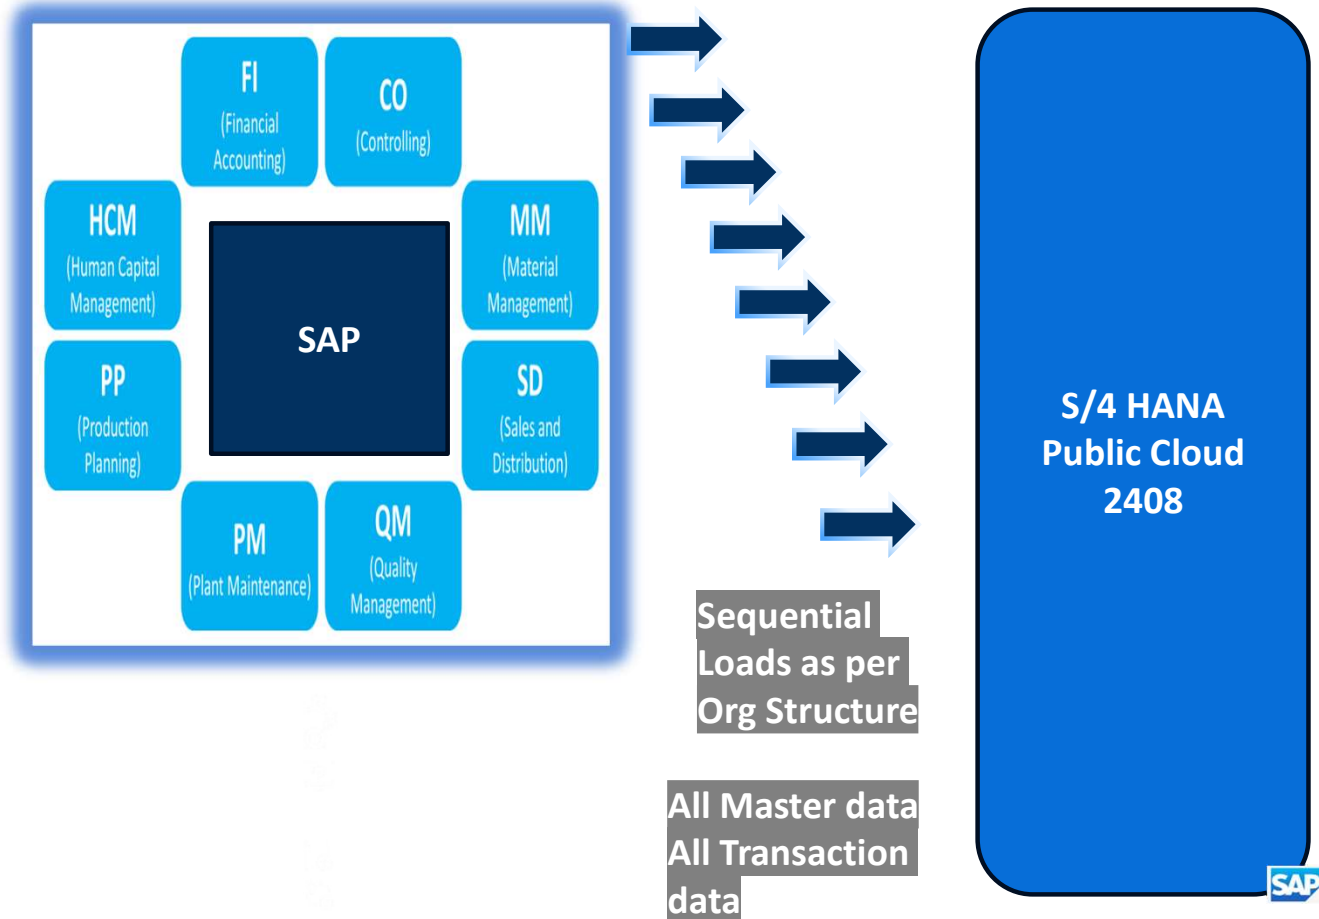 FI
(Financial
Accounting)
CO
(Controlling)
HCM
(Human Capital
Management)
MM
(Material
Management)
SAP
PP
(Production
Planning)
SD
(Sales and
Distribution)
PM
(Plant Maintenance)
QM
(Quality
Management)
Sequential
Loads as per
Org Structure
All Master data
All Transaction
data
S/4 HANA
Public Cloud
2408
SAP